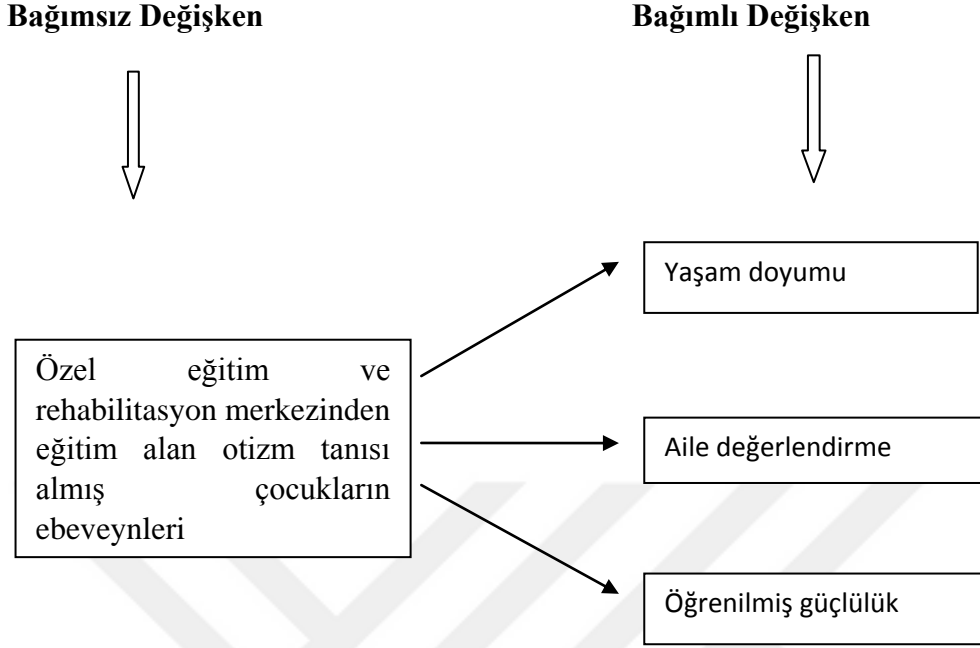 Bağımsız Değişken
Bağımlı Değişken
Yaşam doyumu
Özel eğitim ve
rehabilitasyon merkezinden
eğitim alan otizm tanısı
almış çocukların
ebeveynleri
Aile değerlendirme
Öğrenilmiş güçlülük